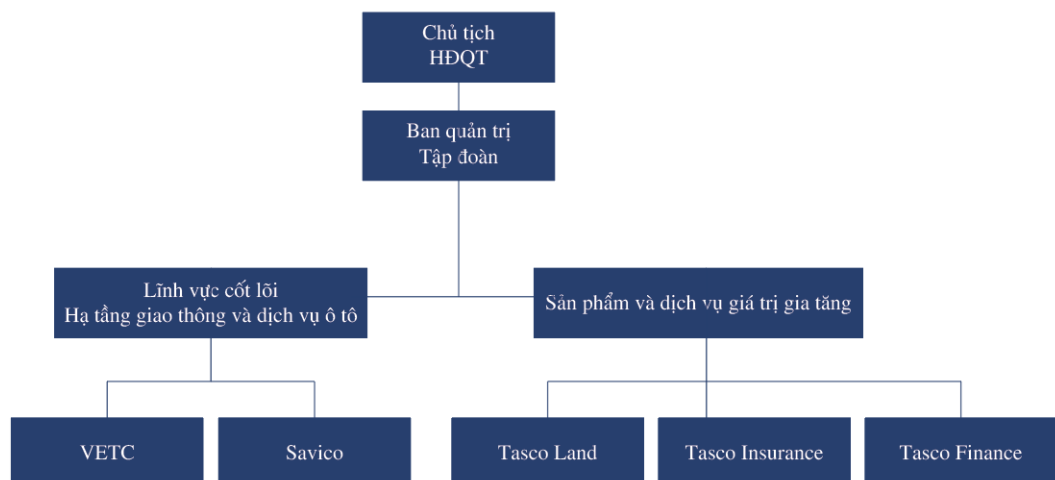 Chủ tịch
HĐQT
Ban quản trị
Tập đoàn
Lĩnh vực cốt lõi
Hạ tầng giao thông và dịch vụ ô tô
Sản phẩm và dịch vụ giá trị gia tăng
VETC
Savico
Tasco Land
Tasco Insurance
Tasco Finance